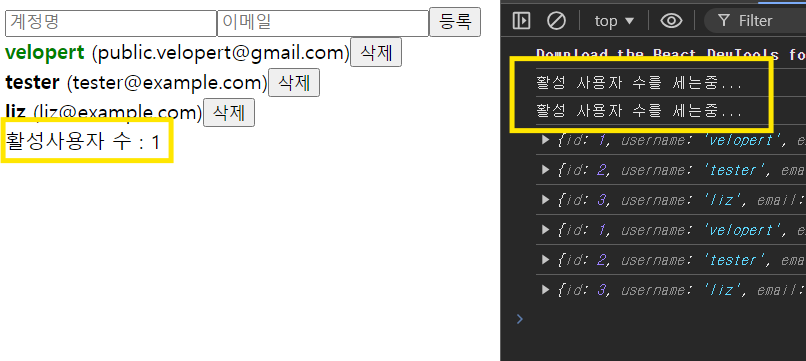 계정명 이메일 등록
velopert (public.velopert@gmail.com) 삭제
tester (tester@example.com) 삭제
liz (liz@example.com) 삭제
활성사용자 수 : 1
top Filter
Download the React DevTools fo
활성 사용자 수를 세는중...
활성 사용자 수를 세는중...
{id: 1, username: 'velopert', em
{id: 2, username: 'tester', emai
{id: 3, username: 'liz', email:
{id: 1, username: 'velopert', em
{id: 2, username: 'tester', emai
{id: 3, username: 'liz', email: